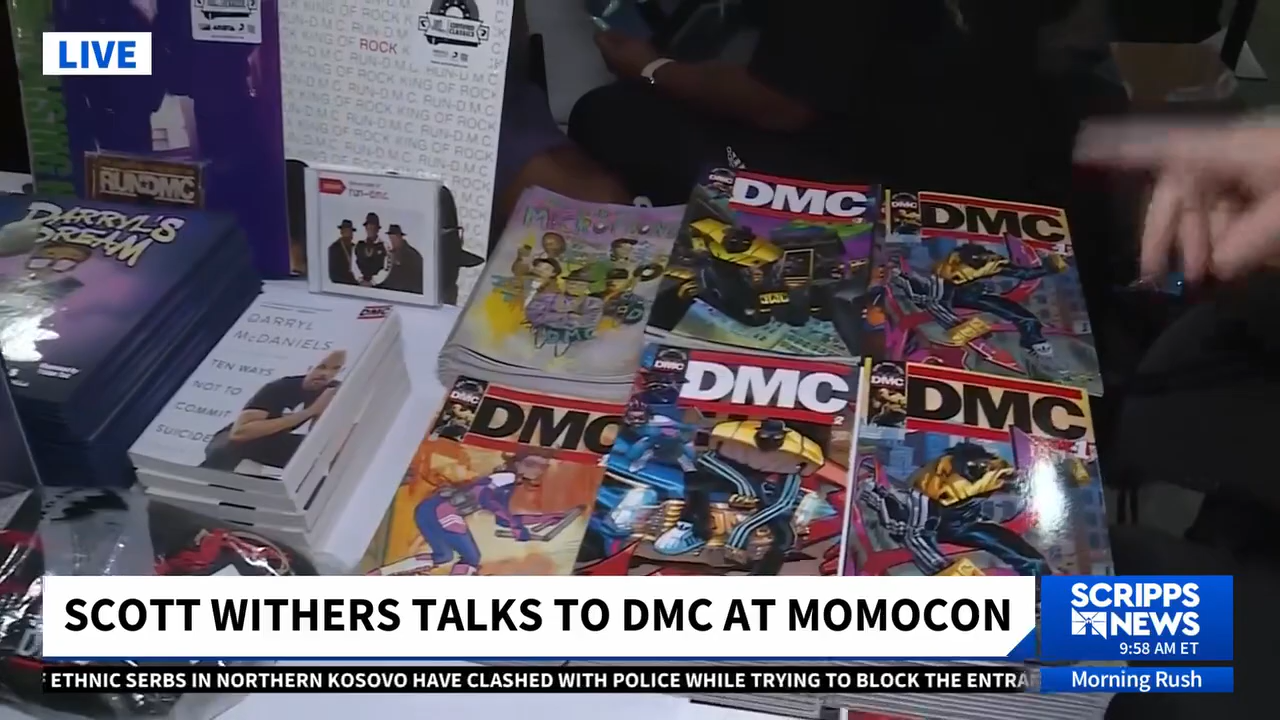 LIVE
ROCK
KING OF ROCK RUN-D.M.C
RUN DMC
run-dmc
DARRYL'S
DREAM
DARRYL
McDANIELS
TEN WAYS
NOT TO
COMMIT
SUICIDE
DMC
DMC
DMC
DMC
DMC
DMC
DMC
SCOTT WITHERS TALKS TO DMC AT MOMOCON
SCRIPPS
NEWS
9:58 AM ET
ETHNIC SERBS IN NORTHERN KOSOVO HAVE CLASHED WITH POLICE WHILE TRYING TO BLOCK THE ENTRA
Morning Rush